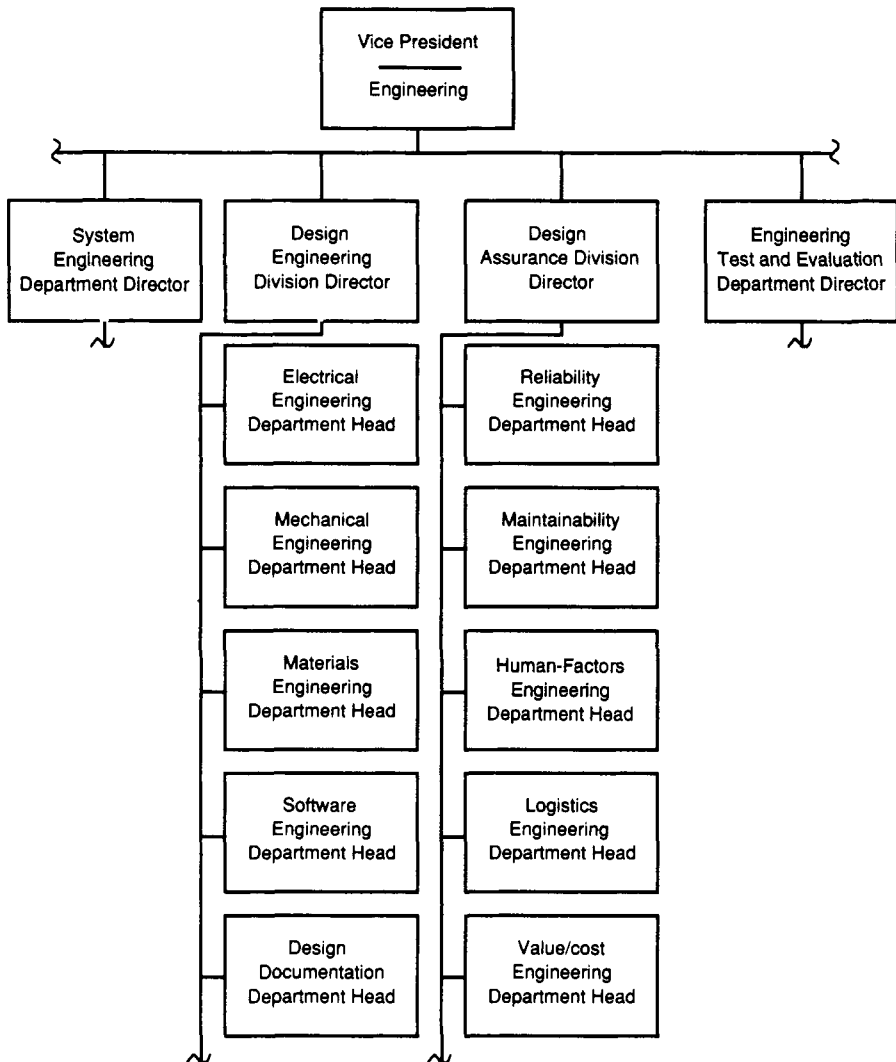 Vice President
Engineering
System
Engineering
Department Director
Design
Engineering
Division Director
Design
Assurance Division
Director
Engineering
Test and Evaluation
Department Director
Electrical
Engineering
Department Head
Reliability
Engineering
Department Head
Mechanical
Engineering
Department Head
Maintainability
Engineering
Department Head
Materials
Engineering
Department Head
Human-Factors
Engineering
Department Head
Software
Engineering
Department Head
Logistics
Engineering
Department Head
Design
Documentation
Department Head
Value/cost
Engineering
Department Head